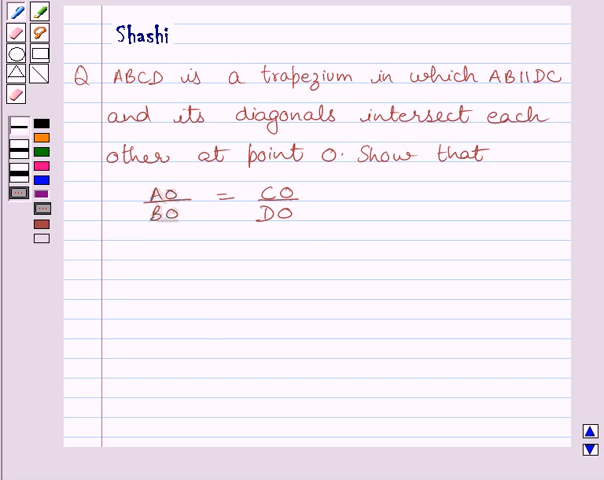 Shashi
Q ABCD is a trapezium in which AB||DC
and its diagonals intersect each
other at point O. Show that
AO/BO = CO/DO